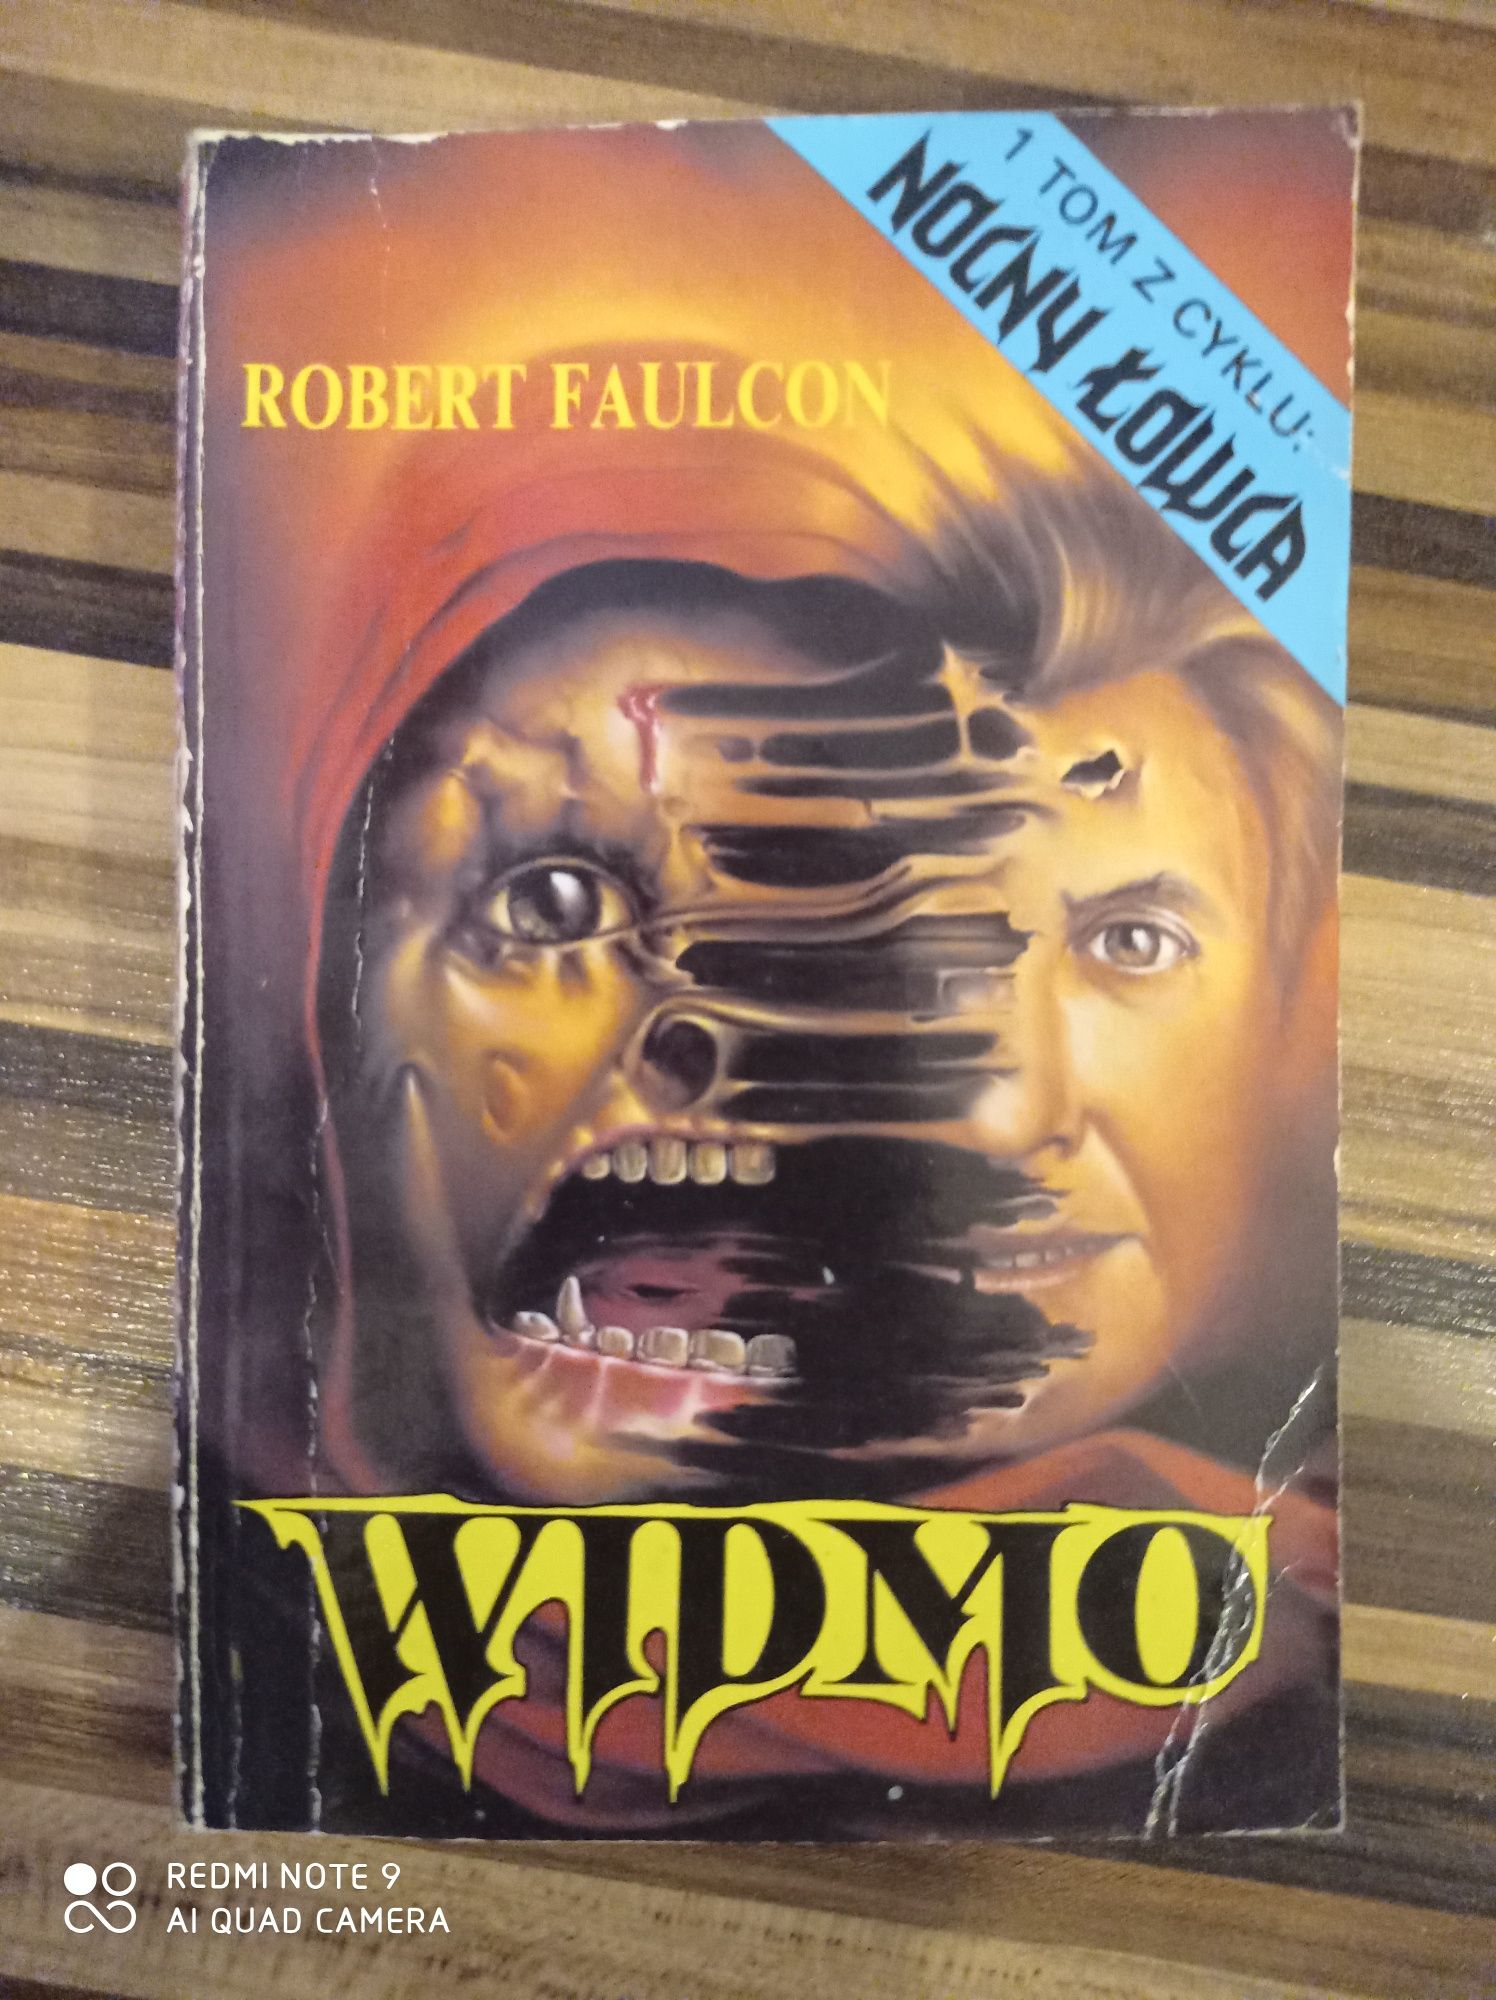 1 TOM Z CYKLU:
NOCNY ŁOWCA
ROBERT FAULCON
WIDMO
REDMI NOTE 9
AI QUAD CAMERA